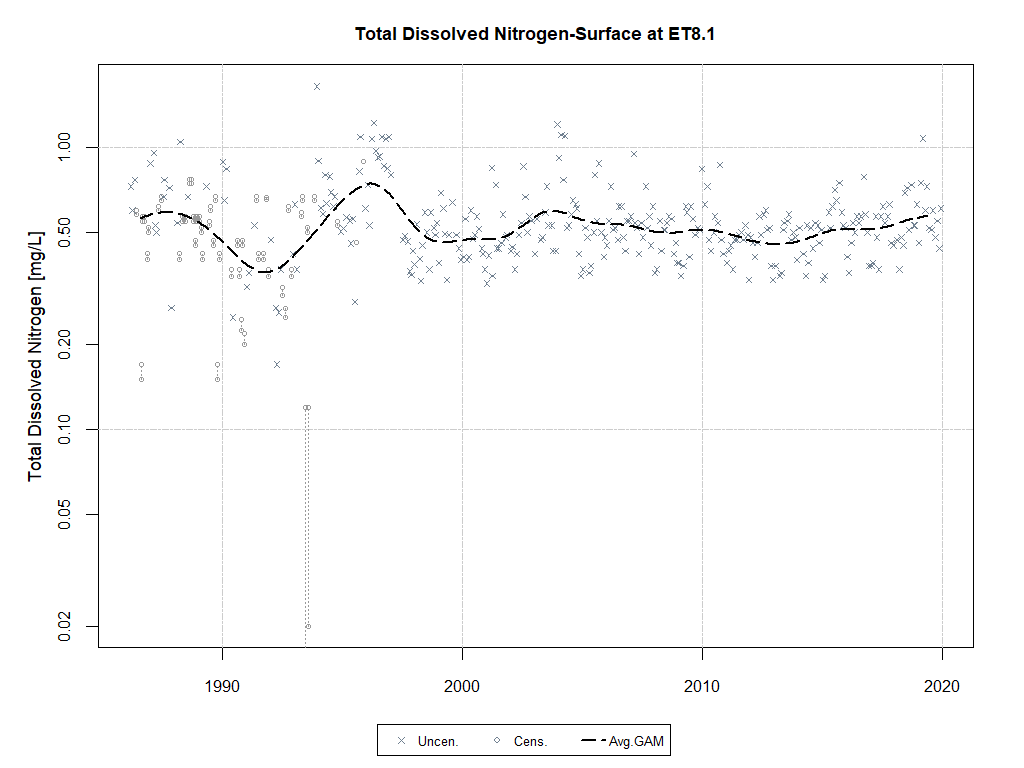 Total Dissolved Nitrogen-Surface at ET8.1
Total Dissolved Nitrogen [mg/L]
1.00
0.50
0.20
0.10
0.05
0.02
1990 2000 2010 2020
Uncen. Cens. Avg.GAM